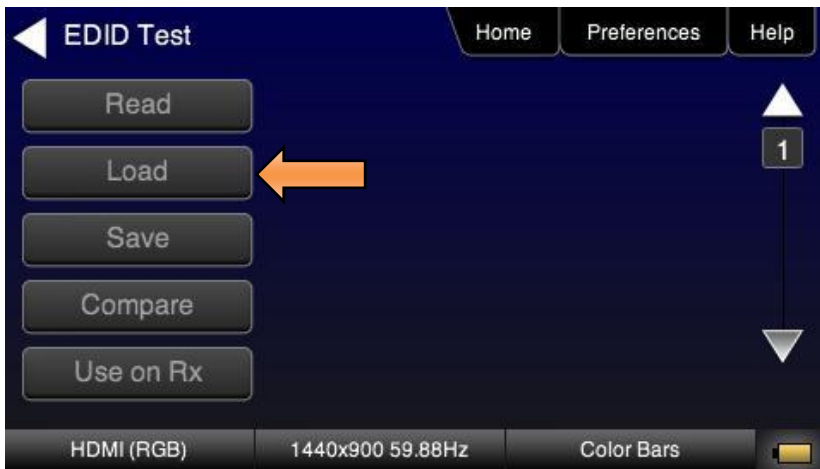 EDID Test
Home
Preferences
Help
Read
1
Load
Save
Compare
Use on Rx
HDMI (RGB)
1440x900 59.88Hz
Color Bars